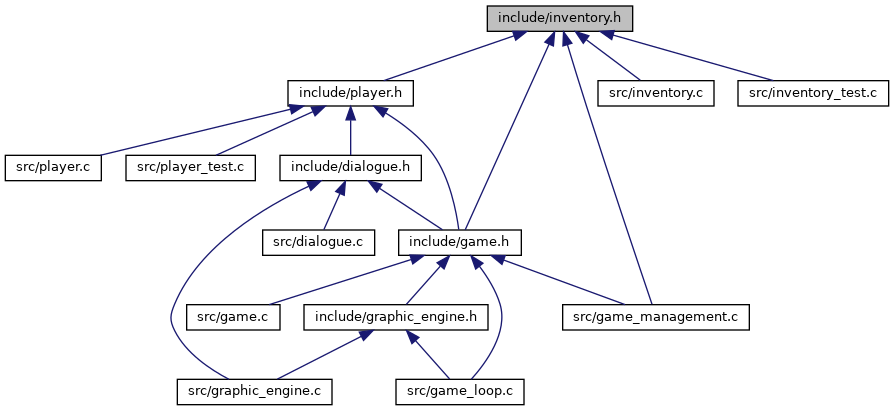 include/inventory.h
include/player.h
src/inventory.c
src/inventory_test.c
src/player.c
src/player_test.c
include/dialogue.h
src/dialogue.c
include/game.h
src/game.c
include/graphic_engine.h
src/game_management.c
src/graphic_engine.c
src/game_loop.c